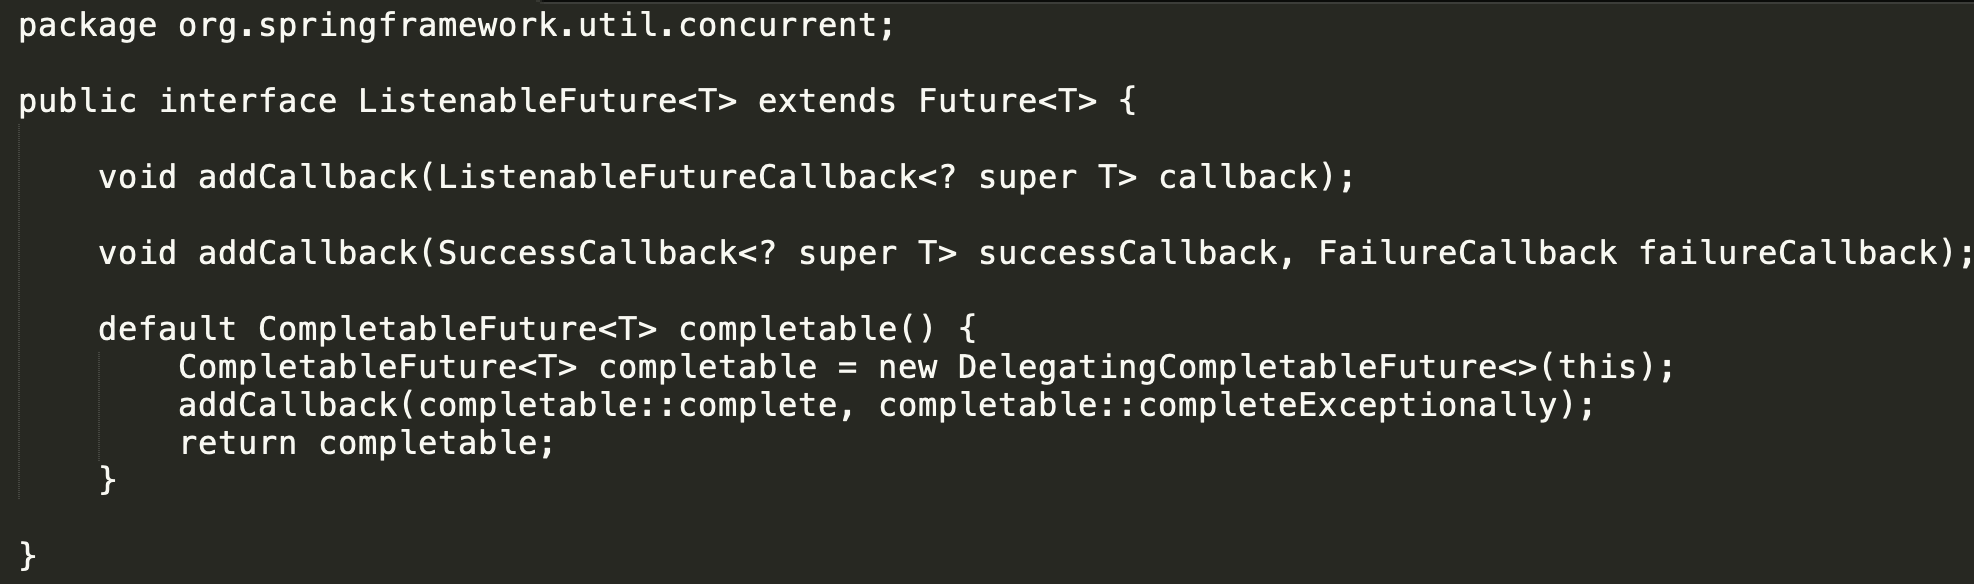 package org.springframework.util.concurrent;
public interface ListenableFuture<T> extends Future<T> {
void addCallback(ListenableFutureCallback<? super T> callback);
void addCallback(SuccessCallback<? super T> successCallback, FailureCallback failureCallback);
default CompletableFuture<T> completable() {
CompletableFuture<T> completable = new DelegatingCompletableFuture<>(this);
addCallback(completable::complete, completable::completeExceptionally);
return completable;
}
}